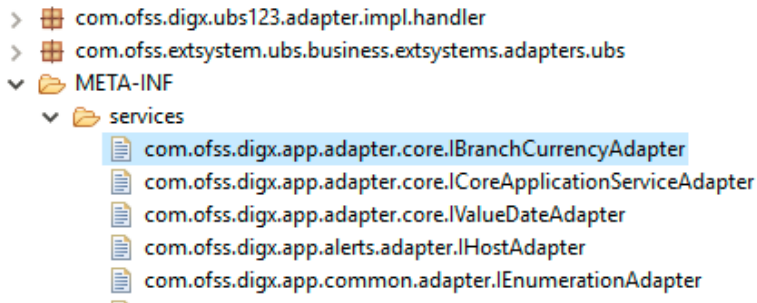 com.ofss.digx.ubs123.adapter.impl.handler
com.ofss.extsystem.ubs.business.extsystems.adapters.ubs
META-INF
services
com.ofss.digx.app.adapter.core.IBranchCurrencyAdapter
com.ofss.digx.app.adapter.core.ICoreApplicationServiceAdapter
com.ofss.digx.app.adapter.core.IValueDateAdapter
com.ofss.digx.app.alerts.adapter.IHostAdapter
com.ofss.digx.app.common.adapter.IEnumerationAdapter